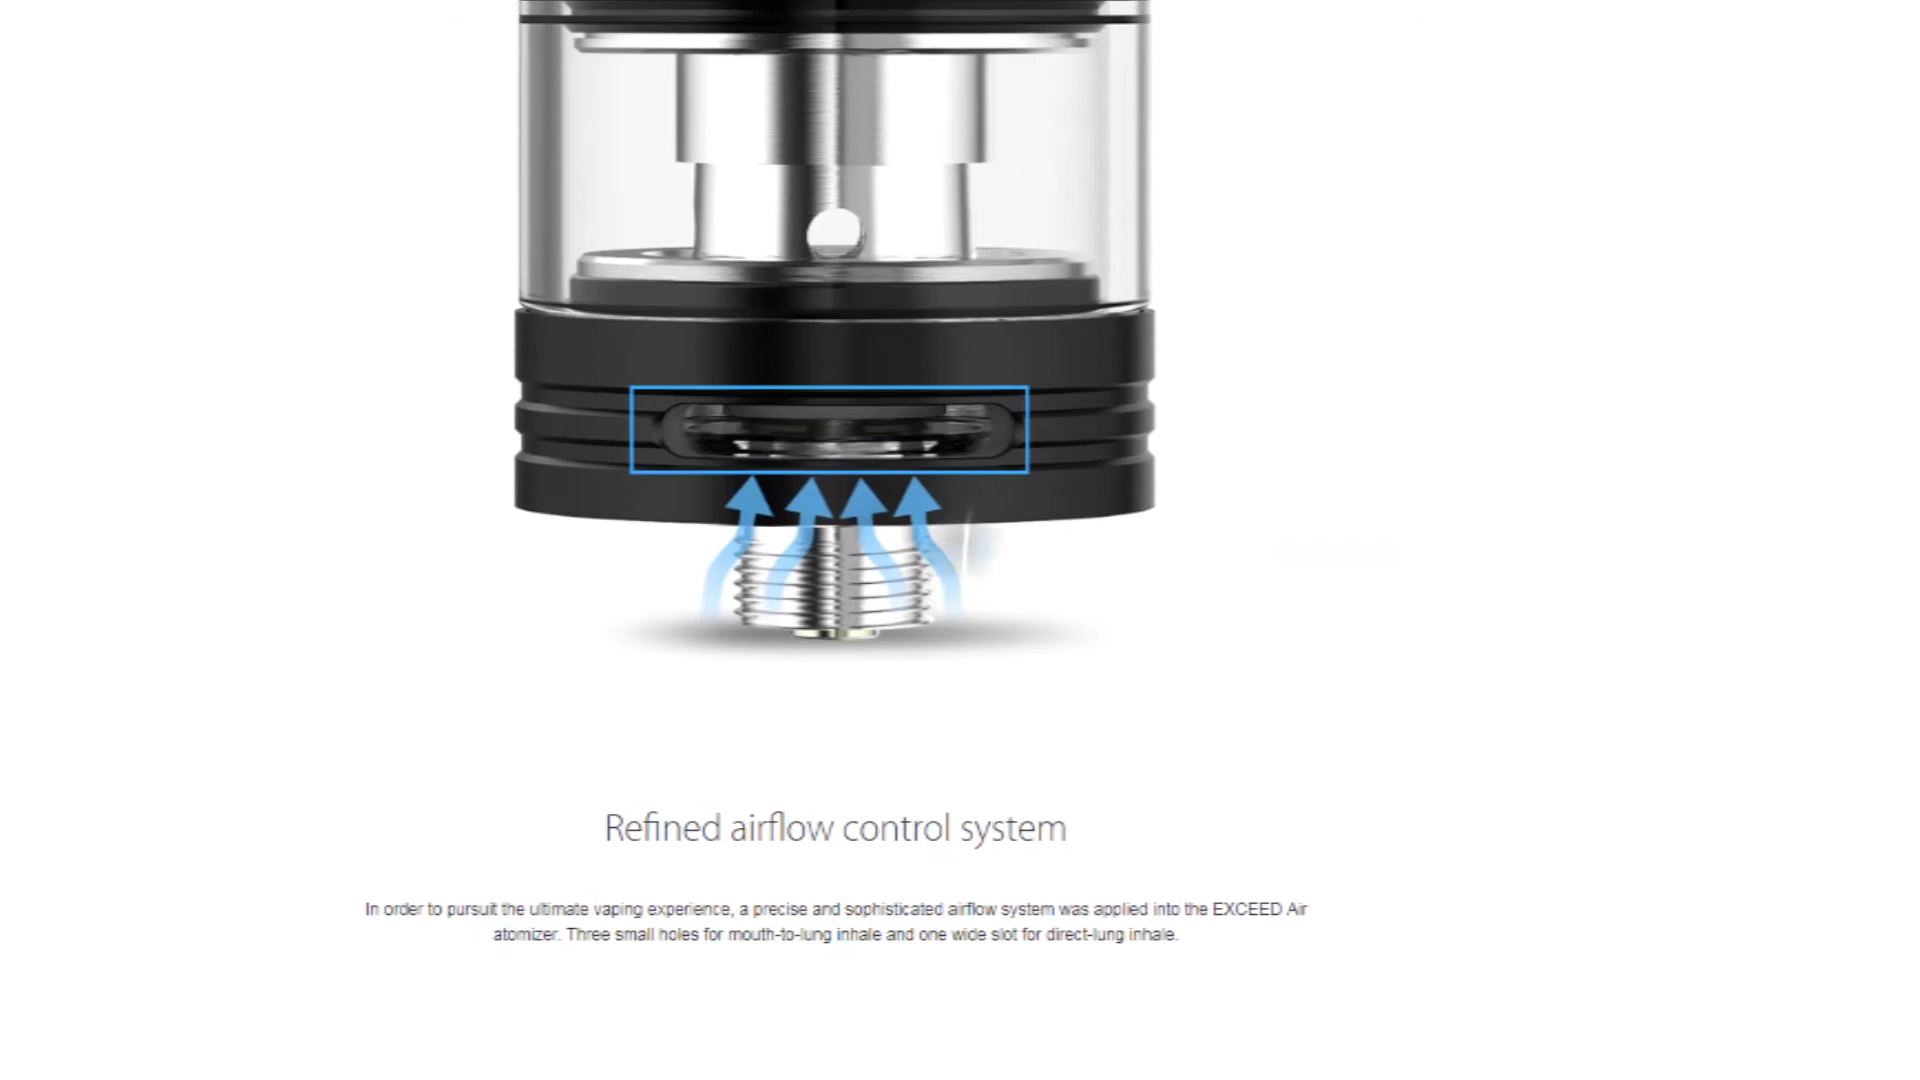 Refined airflow control system
In order to pursuit the ultimate vaping experience, a precise and sophisticated airflow system was applied into the EXCEED Air
atomizer. Three small holes for mouth-to-lung inhale and one wide slot for direct-lung inhale.